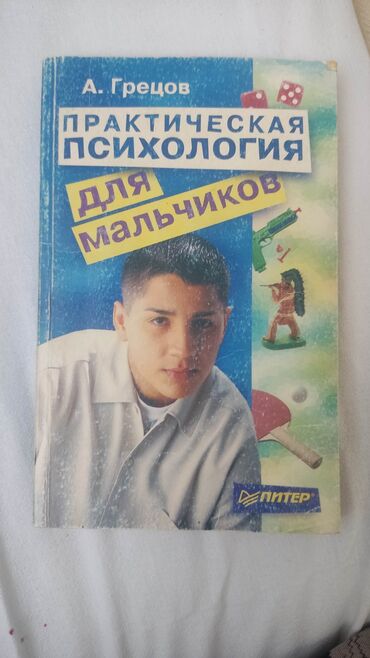 А. Грецов
ПРАКТИЧЕСКАЯ
ПСИХОЛОГИЯ
для
мальчиков
ПИТЕР®